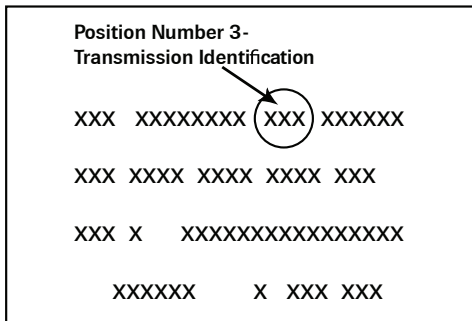 Position Number 3-
Transmission Identification
XXX XXXXXXXX XXX XXXXXX
XXX XXXX XXXX XXXX XXX
XXX X XXXXXXXXXXXXXXXX
XXXXXX X XXX XXX